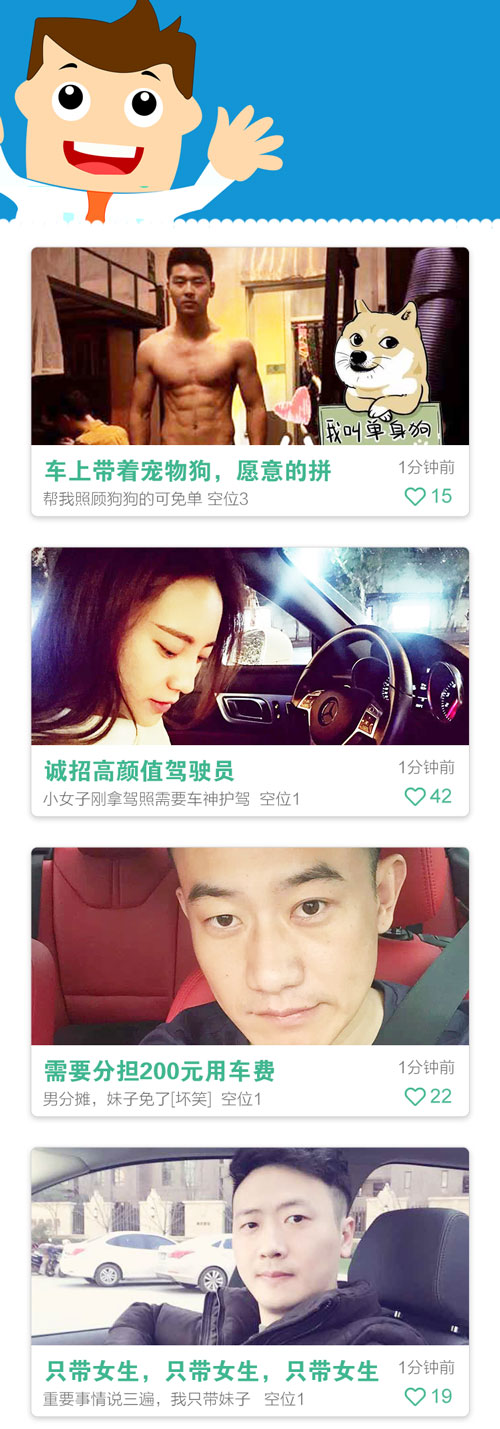 我叫单身狗
车上带着宠物狗，愿意的拼
1分钟前
帮我照顾狗狗的可免单 空位3
15
诚招高颜值驾驶员
1分钟前
小女子刚拿驾照需要车神护驾 空位1
42
需要分担200元用车费
1分钟前
男分摊，妹子免了[坏笑] 空位1
22
只带女生，只带女生，只带女生
1分钟前
重要事情说三遍，我只带妹子 空位1
19